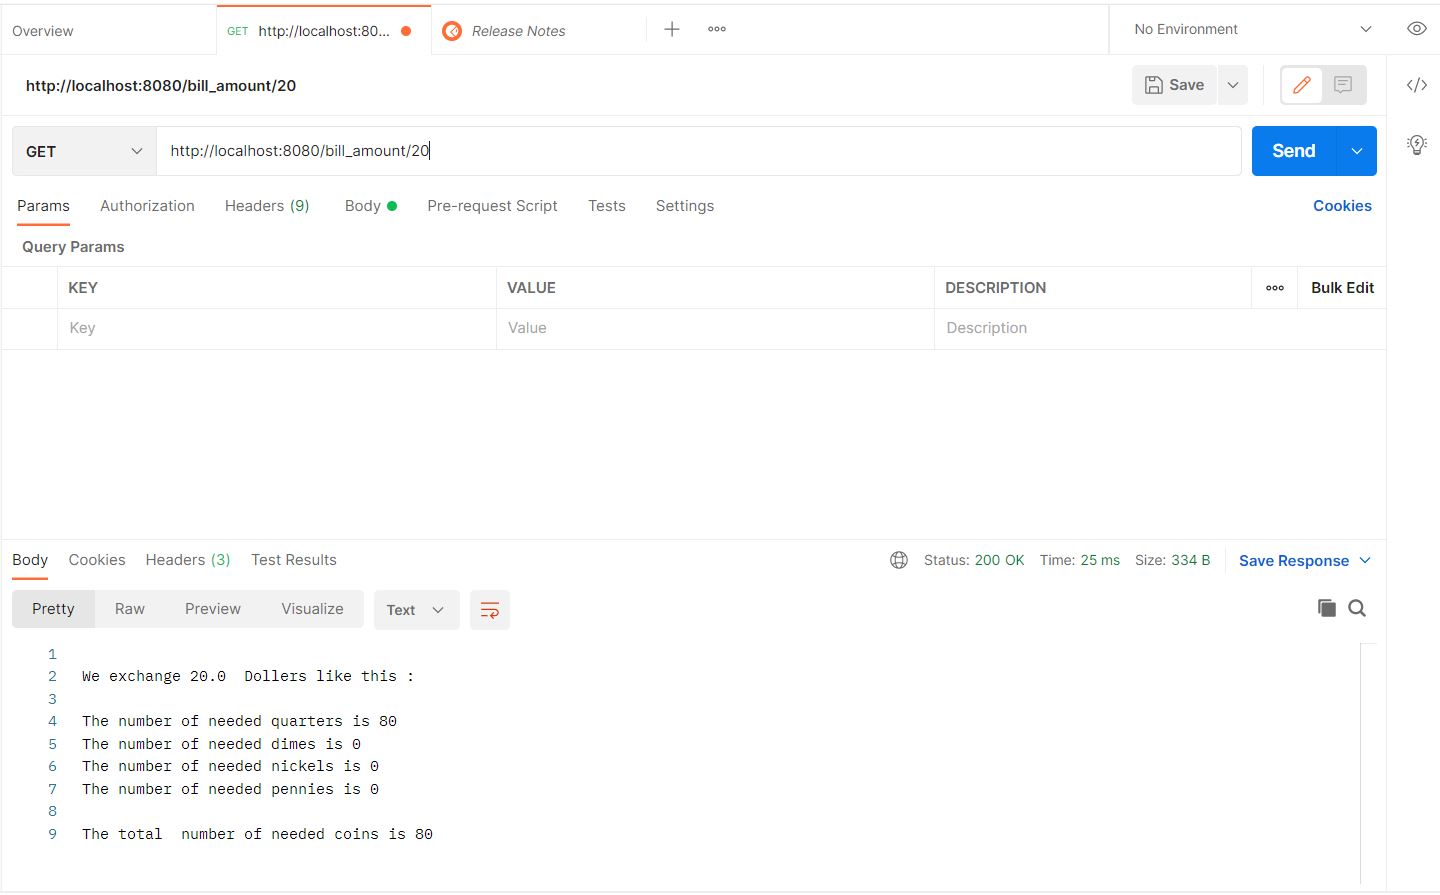 Overview
GET http://localhost:80...
Release Notes
No Environment
http://localhost:8080/bill_amount/20
Save
GET
http://localhost:8080/bill_amount/20
Send
Params Authorization Headers (9) Body Pre-request Script Tests Settings Cookies
Query Params
KEY VALUE DESCRIPTION Bulk Edit
Key Value Description
Body Cookies Headers (3) Test Results Status: 200 OK Time: 25 ms Size: 334 B Save Response
Pretty Raw Preview Visualize Text
1
2 We exchange 20.0  Dollers like this :
3
4 The number of needed quarters is 80
5 The number of needed dimes is 0
6 The number of needed nickels is 0
7 The number of needed pennies is 0
8
9 The total  number of needed coins is 80